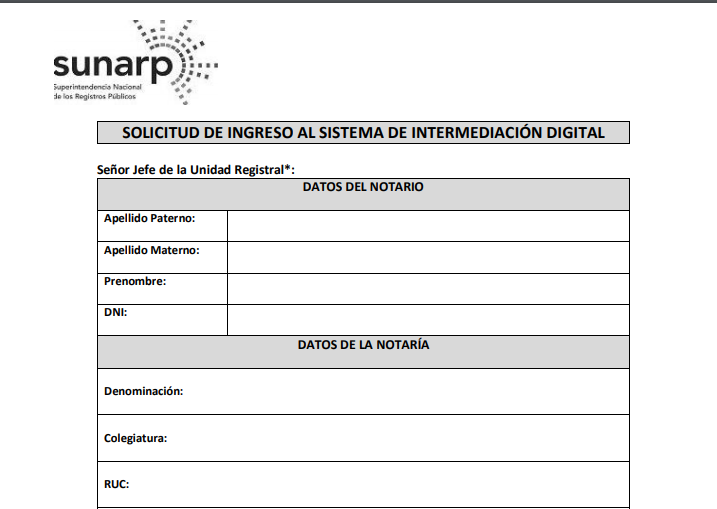 sunarp
Superintendencia Nacional
de los Registros Públicos
SOLICITUD DE INGRESO AL SISTEMA DE INTERMEDIACIÓN DIGITAL
Señor Jefe de la Unidad Registral*:
DATOS DEL NOTARIO
Apellido Paterno:
Apellido Materno:
Prenombre:
DNI:
DATOS DE LA NOTARÍA
Denominación:
Colegiatura:
RUC: